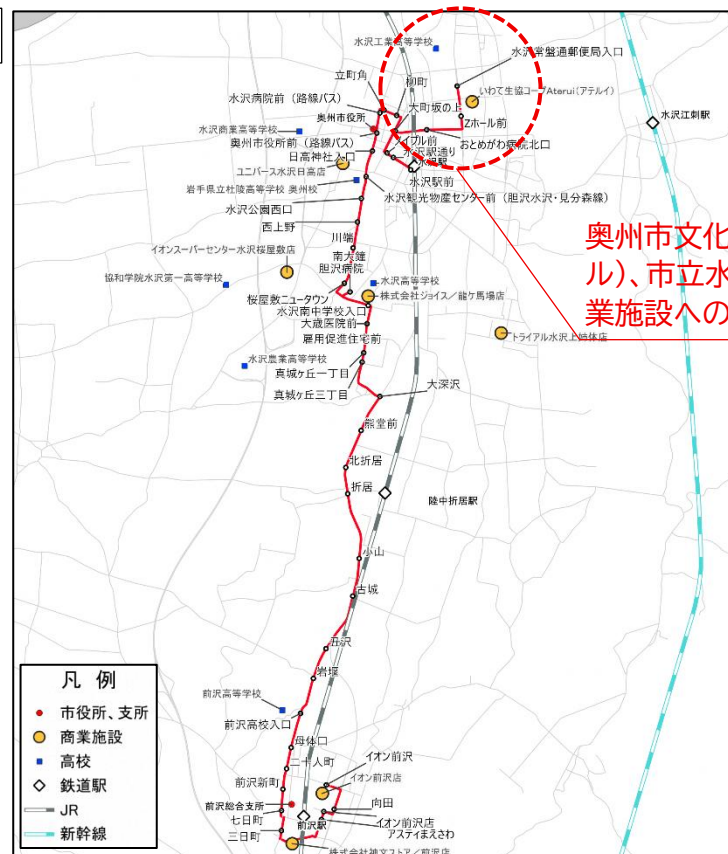 水沢工業高等学校
水沢常盤通郵便局入口
立町角
柳町
いわて生協コープAterui(アテルイ)
水沢病院前（路線バス）
大町坂の上
水沢江刺駅
奥州市役所
Zホール前
水沢商業高等学校
イプル前
おとめがわ病院北口
奥州市役所前（路線バス）
水沢駅通り
日高神社入口
水沢駅
ユニバース水沢日高店
水沢駅前
岩手県立杜陵高等学校 奥州校
水沢観光物産センター前（胆沢水沢・見分森線）
水沢公園西口
西上野
奥州市文化
川端
イオンスーパーセンター水沢桜屋敷店
南大鐘
ル）、市立水
胆沢病院
協和学院水沢第一高等学校
水沢高等学校
桜屋敷ニュータウン
株式会社ジョイス／龍ケ馬場店
業施設への
水沢南中学校入口
大歳医院前
トライアル水沢上姉体店
雇用促進住宅前
水沢農業高等学校
真城ヶ丘一丁目
真城ヶ丘三丁目
大深沢
熊堂前
北折居
折居
陸中折居駅
小山
古城
丑沢
岩堰
前沢高等学校
前沢高校入口
母体口
二十人町
イオン前沢
前沢新町
イオン前沢店
前沢総合支所
向田
七日町
前沢駅
イオン前沢店
アスティまえさわ
三日町
株式会社神文ストア／前沢店
凡 例
市役所、支所
商業施設
高校
鉄道駅
JR
新幹線